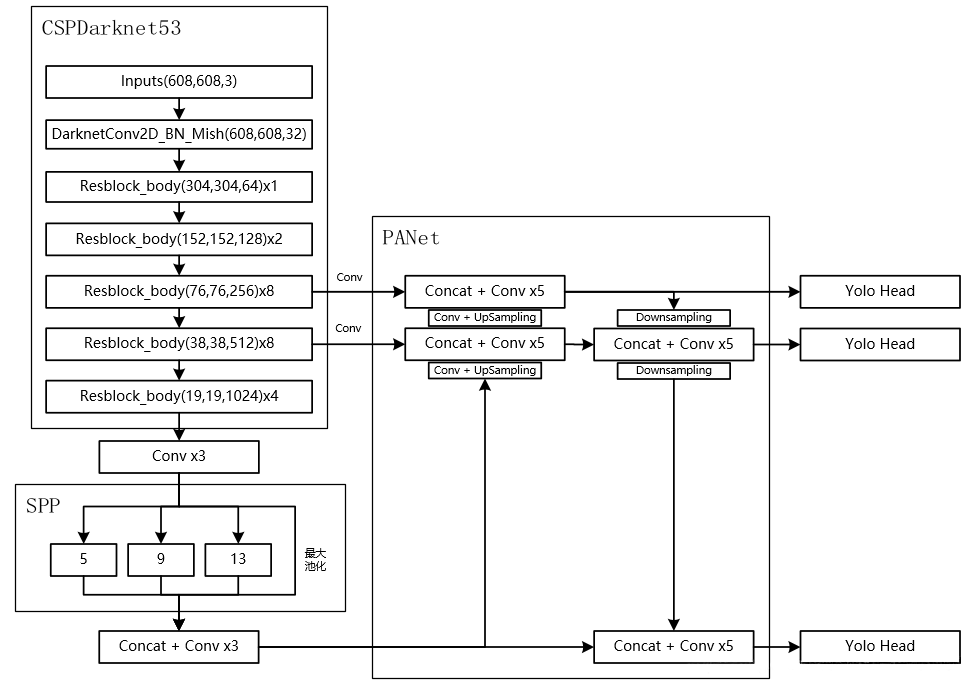 CSPDarknet53
Inputs(608,608,3)
DarknetConv2D_BN_Mish(608,608,32)
Resblock_body(304,304,64)x1
Resblock_body(152,152,128)x2
Resblock_body(76,76,256)x8
Resblock_body(38,38,512)x8
Resblock_body(19,19,1024)x4
Conv x3
SPP
5
9
13
最大
池化
Concat + Conv x3
Conv
Conv
PANet
Concat + Conv x5
Conv + UpSampling
Concat + Conv x5
Conv + UpSampling
Downsampling
Concat + Conv x5
Downsampling
Concat + Conv x5
Yolo Head
Yolo Head
Yolo Head